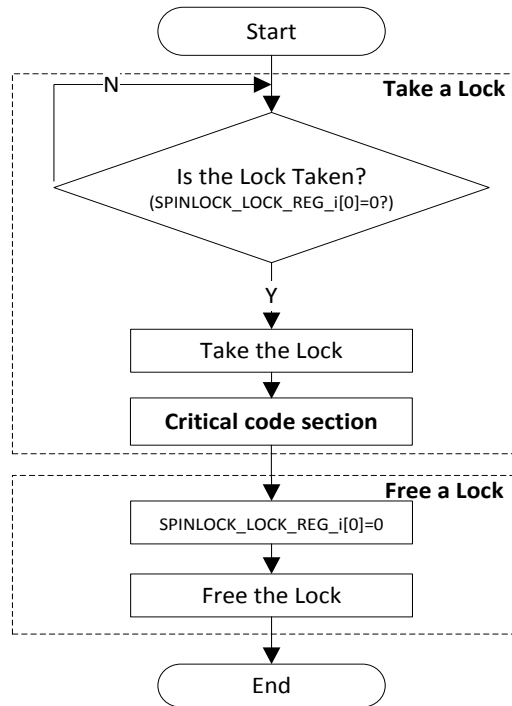 Start
N
Take a Lock
Is the Lock Taken?
(SPINLOCK_LOCK_REG_i[0]=0?)
Y
Take the Lock
Critical code section
Free a Lock
SPINLOCK_LOCK_REG_i[0]=0
Free the Lock
End